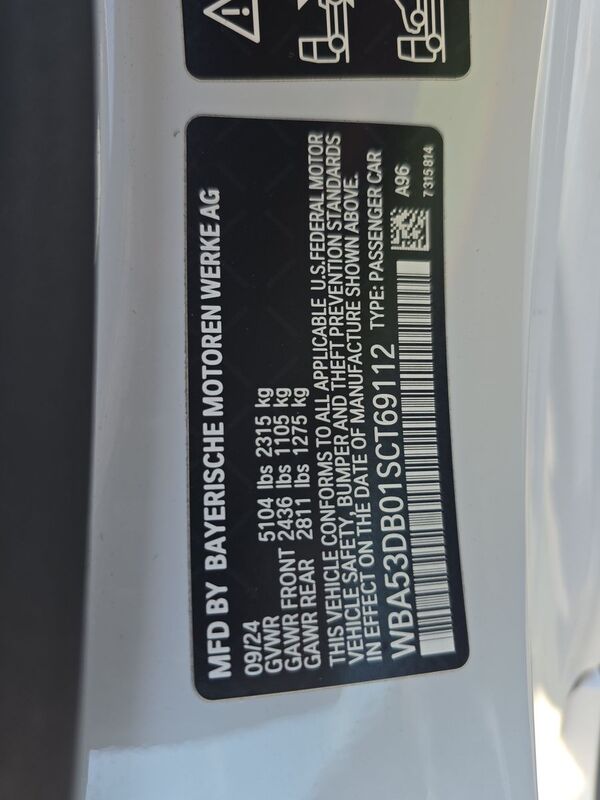 MFD BY BAYERISCHE MOTOREN WERKE AG
09/24
GVWR 5104 lbs 2315 kg
GAWR FRONT 2436 lbs 1105 kg
GAWR REAR 2811 lbs 1275 kg
THIS VEHICLE CONFORMS TO ALL APPLICABLE U.S.FEDERAL MOTOR
VEHICLE SAFETY, BUMPER AND THEFT PREVENTION STANDARDS
IN EFFECT ON THE DATE OF MANUFACTURE SHOWN ABOVE.
WBA53DB01SCT69112 TYPE: PASSENGER CAR
A96
7 315 814